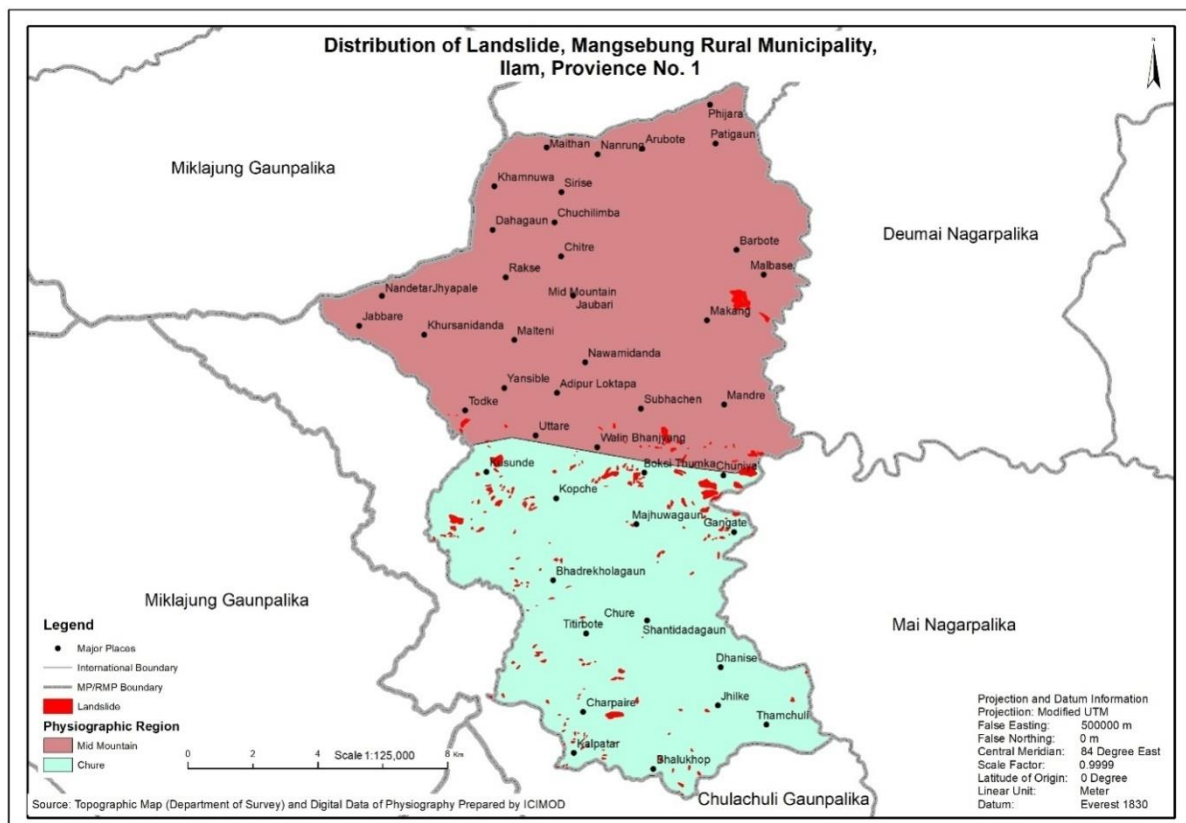 Distribution of Landslide, Mangsebung Rural Municipality,
Ilam, Provience No. 1
N
Phijara
Patigaun
Maithan
Nanrung
Arubote
Miklajung Gaunpalika
Khamnuwa
Sirise
Chuchilimba
Dahagaun
Deumai Nagarpalika
Barbote
Chitre
Malbase
Rakse
NandetarJhyapale
Mid Mountain
Jaubari
Makang
Jabbare
Khursanidanda
Malteni
Nawamidanda
Yansible
Adipur Loktapa
Todke
Subhachen
Mandre
Uttare
Walin Bhanjyung
Kusunde
Boksi Thumka
Chuniya
Kopche
Majhuwagaun
Gangate
Bhadrekholagaun
Miklajung Gaunpalika
Chure
Titirbote
Shantidadagaun
Mai Nagarpalika
Dhanise
Charpaire
Jhilke
Thamchuli
Kalpatar
Bhalukhop
Chulachuli Gaunpalika
Legend
Major Places
International Boundary
MP/RMP Boundary
Landslide
Physiographic Region
Mid Mountain
Chure
0 2 4 Scale 1:125,000 8 Km
Projection and Datum Information
Projectiion: Modified UTM
False Easting: 500000 m
False Northing: 0 m
Central Meridian: 84 Degree East
Scale Factor: 0.9999
Latitude of Origin: 0 Degree
Linear Unit: Meter
Datum: Everest 1830
Source: Topographic Map (Department of Survey) and Digital Data of Physiography Prepared by ICIMOD